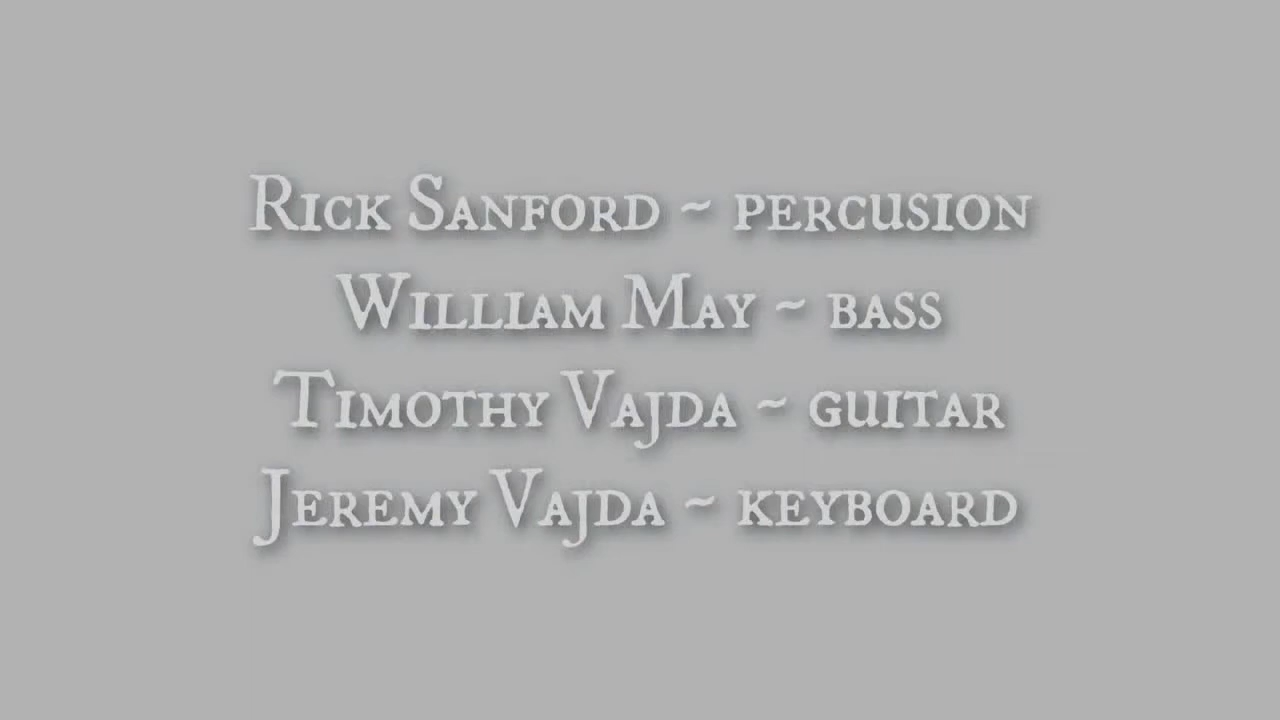 Rick Sanford ~ percusion
William May ~ bass
Timothy Vajda ~ guitar
Jeremy Vajda ~ keyboard